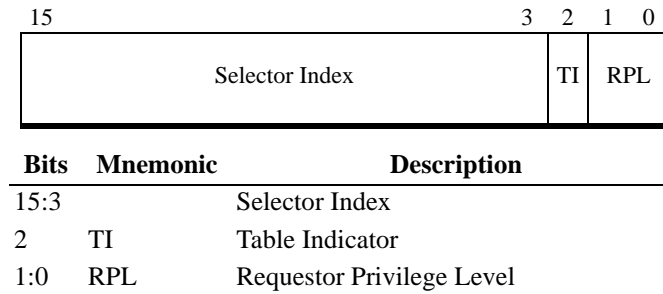 15 3 2 1 0
Selector Index TI RPL
Bits Mnemonic Description
15:3 Selector Index
2 TI Table Indicator
1:0 RPL Requestor Privilege Level